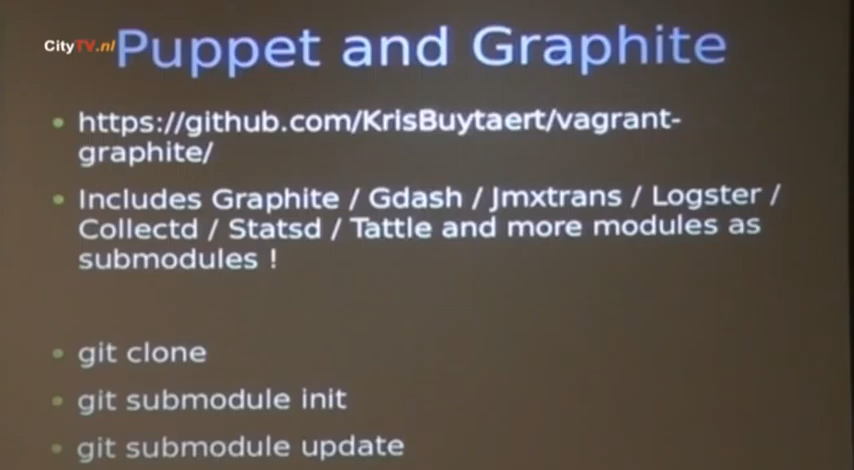 CityTV.nl
Puppet and Graphite
https://github.com/KrisBuytaert/vagrant-
graphite/
Includes Graphite / Gdash / Jmxtrans / Logster /
Collectd / Statsd / Tattle and more modules as
submodules !
git clone
git submodule init
git submodule update